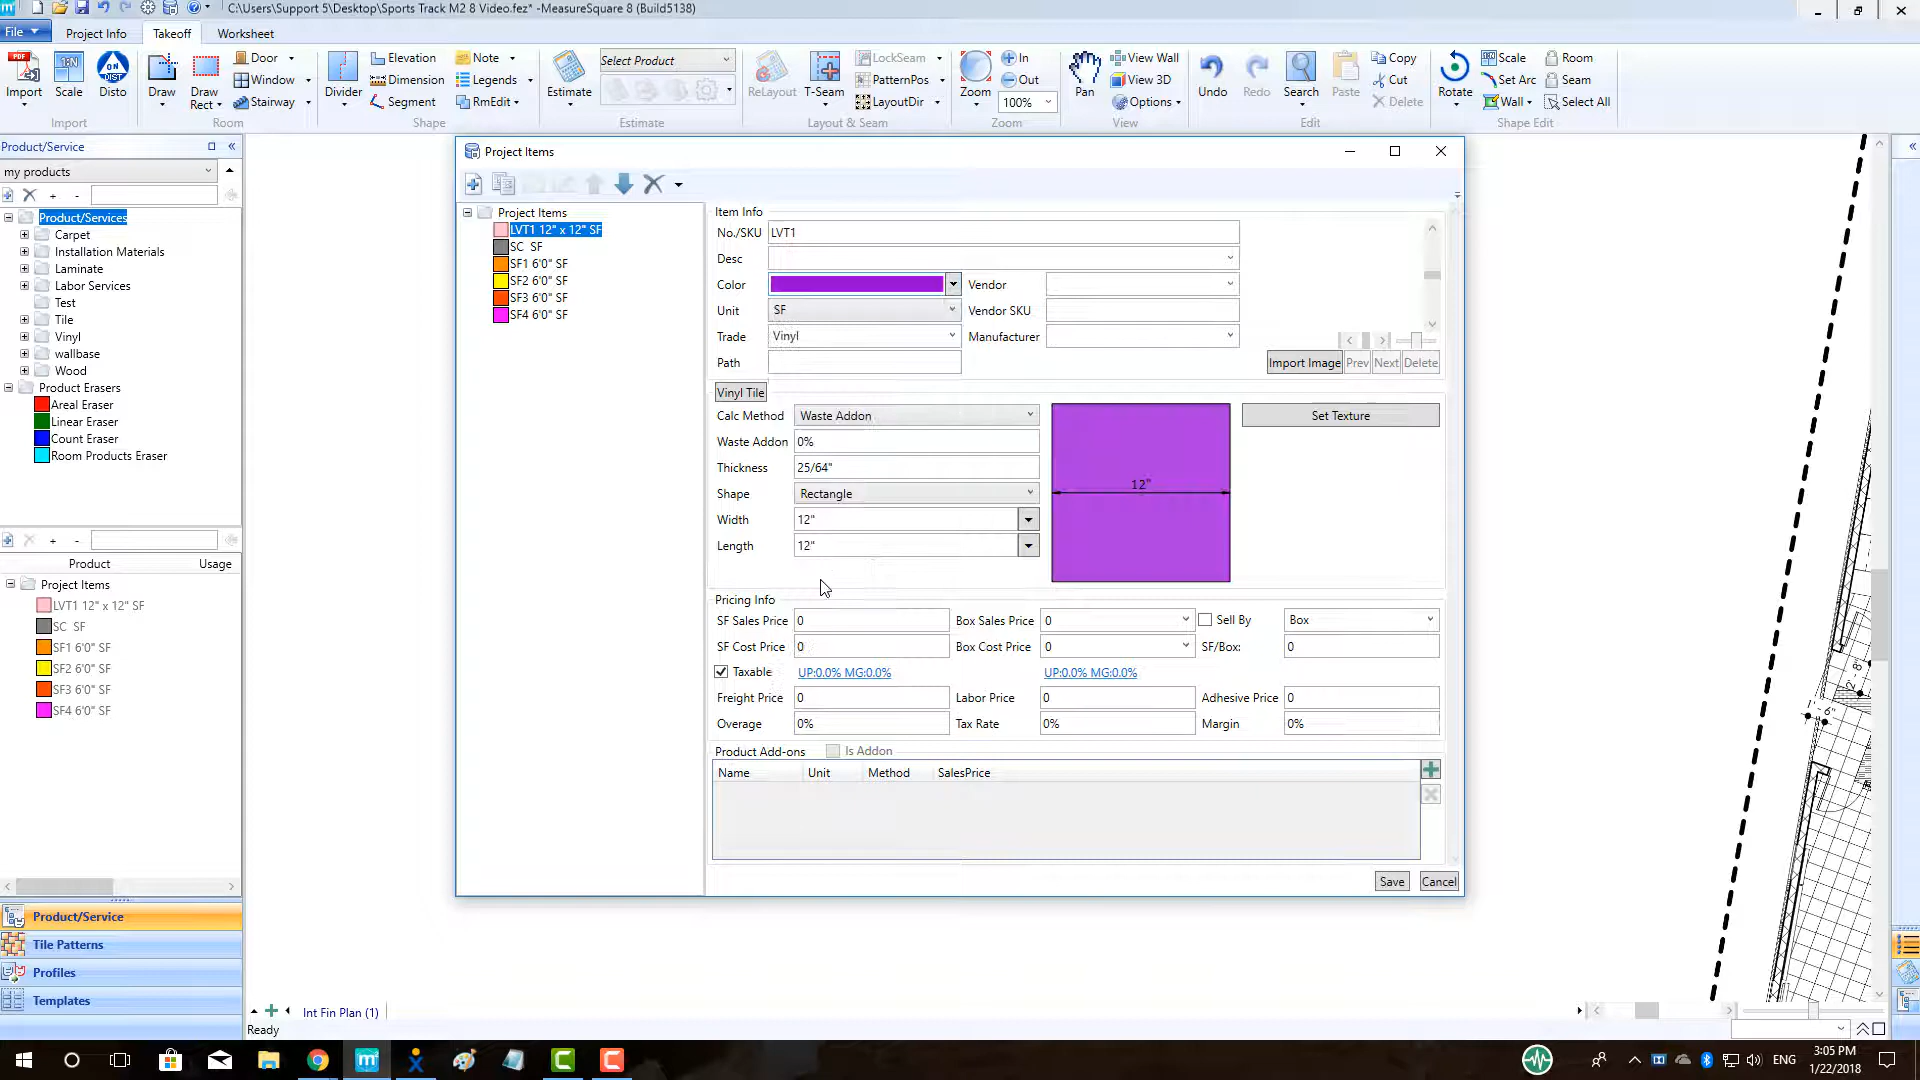 C:\Users\Support 5\Desktop\Sports Track M2 8 Video.fez* -MeasureSquare 8 (Build5138)
File Project Info Takeoff Worksheet
Import Scale Disto
Import
Draw Draw Rect Door Window Stairway
Room
Divider Elevation Dimension Segment Note Legends RmEdit
Shape
Estimate Select Product
Estimate
ReLayout T-Seam LockSeam PatternPos LayoutDir
Layout & Seam
Zoom In Out 100%
Zoom
Pan View Wall View 3D Options
View
Undo Redo Search Paste Copy Cut Delete
Edit
Rotate Scale Set Arc Wall Room Seam Select All
Shape Edit
Product/Service
my products
Product/Services
Carpet
Installation Materials
Laminate
Labor Services
Test
Tile
Vinyl
wallbase
Wood
Product Erasers
Areal Eraser
Linear Eraser
Count Eraser
Room Products Eraser
Product Usage
Project Items
LVT1 12" x 12" SF
SC SF
SF1 6'0" SF
SF2 6'0" SF
SF3 6'0" SF
SF4 6'0" SF
Product/Service
Tile Patterns
Profiles
Templates
Project Items
Project Items
LVT1 12" x 12" SF
SC SF
SF1 6'0" SF
SF2 6'0" SF
SF3 6'0" SF
SF4 6'0" SF
Item Info
No./SKU LVT1
Desc
Color Vendor
Unit SF Vendor SKU
Trade Vinyl Manufacturer
Path Import Image Prev Next Delete
Vinyl Tile
Calc Method Waste Addon Set Texture
Waste Addon 0%
Thickness 25/64"
Shape Rectangle
Width 12"
Length 12"
12"
Pricing Info
SF Sales Price 0 Box Sales Price 0 Sell By Box
SF Cost Price 0 Box Cost Price 0 SF/Box: 0
Taxable UP:0.0% MG:0.0% UP:0.0% MG:0.0%
Freight Price 0 Labor Price 0 Adhesive Price 0
Overage 0% Tax Rate 0% Margin 0%
Product Add-ons Is Addon
Name Unit Method SalesPrice
Save Cancel
Int Fin Plan (1)
Ready
ENG 3:05 PM
1/22/2018